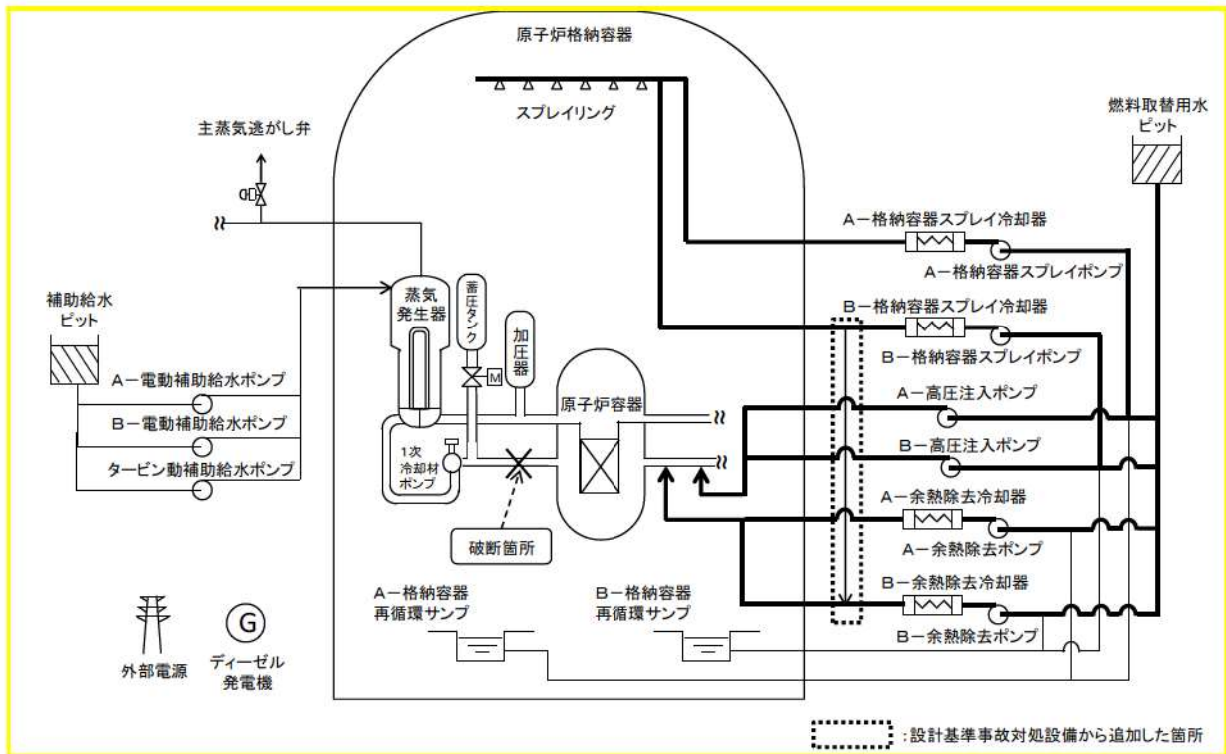 原子炉格納容器
スプレイリング
燃料取替用水
ピット
主蒸気逃がし弁
A－格納容器スプレイ冷却器
A－格納容器スプレイポンプ
補助給水
ピット
蒸気
発生器
蓄圧タンク
加圧器
M
B－格納容器スプレイ冷却器
B－格納容器スプレイポンプ
A－電動補助給水ポンプ
B－電動補助給水ポンプ
タービン動補助給水ポンプ
原子炉容器
A－高圧注入ポンプ
B－高圧注入ポンプ
1次
冷却材
ポンプ
A－余熱除去冷却器
A－余熱除去ポンプ
破断箇所
B－余熱除去冷却器
B－余熱除去ポンプ
A－格納容器
再循環サンプ
B－格納容器
再循環サンプ
外部電源
G
ディーゼル
発電機
：設計基準事故対処設備から追加した箇所